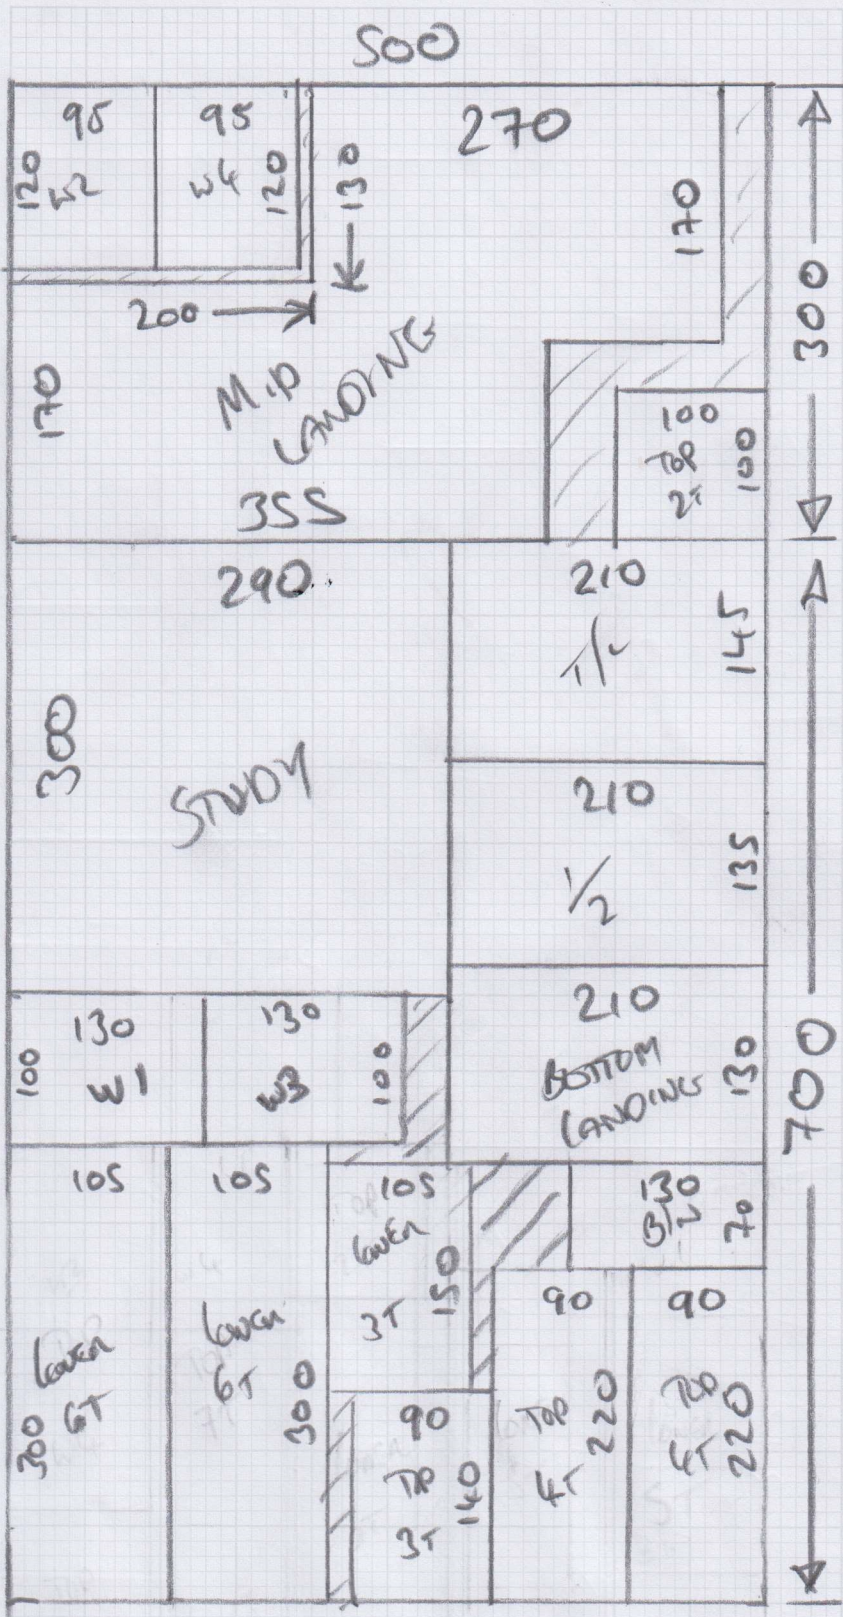 500
95
95
270
120
W2
W4
120
130
170
200
300
170
MID
LANDING
100
TOP
2T
100
355
290
210
145
300
STUDY
210
1/2
135
130
W1
100
130
W3
100
210
BOTTOM
LANDING
130
700
105
105
105
LOWER
3T
150
130
B/2
70
LOWER
6T
300
LOWER
6T
300
90
TOP
3T
140
90
TOP
4T
220
90
TOP
4T
220